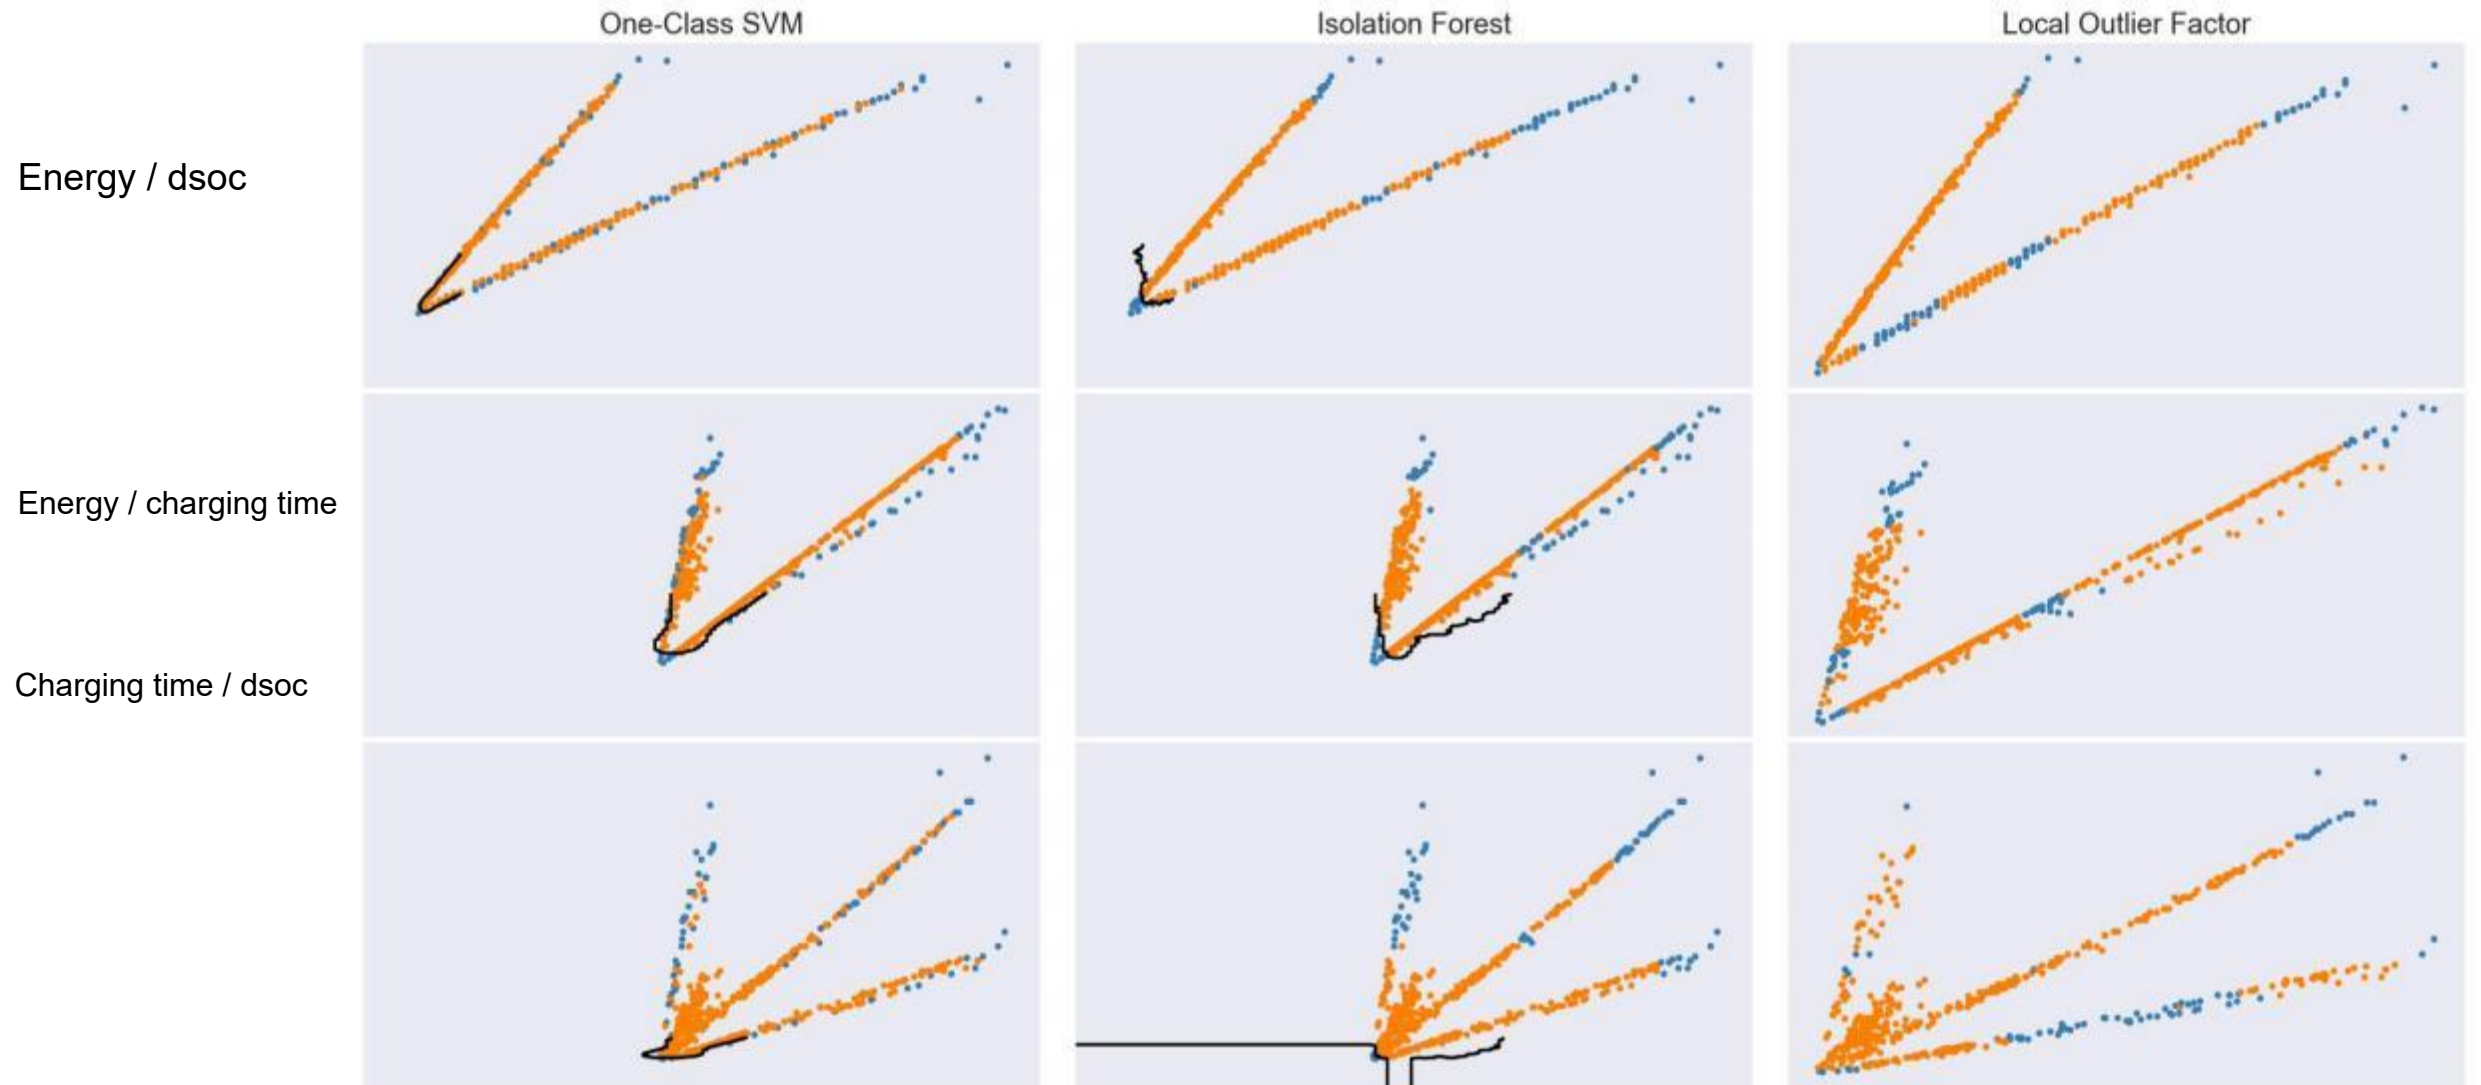 One-Class SVM
Isolation Forest
Local Outlier Factor
Energy / dsoc
Energy / charging time
Charging time / dsoc